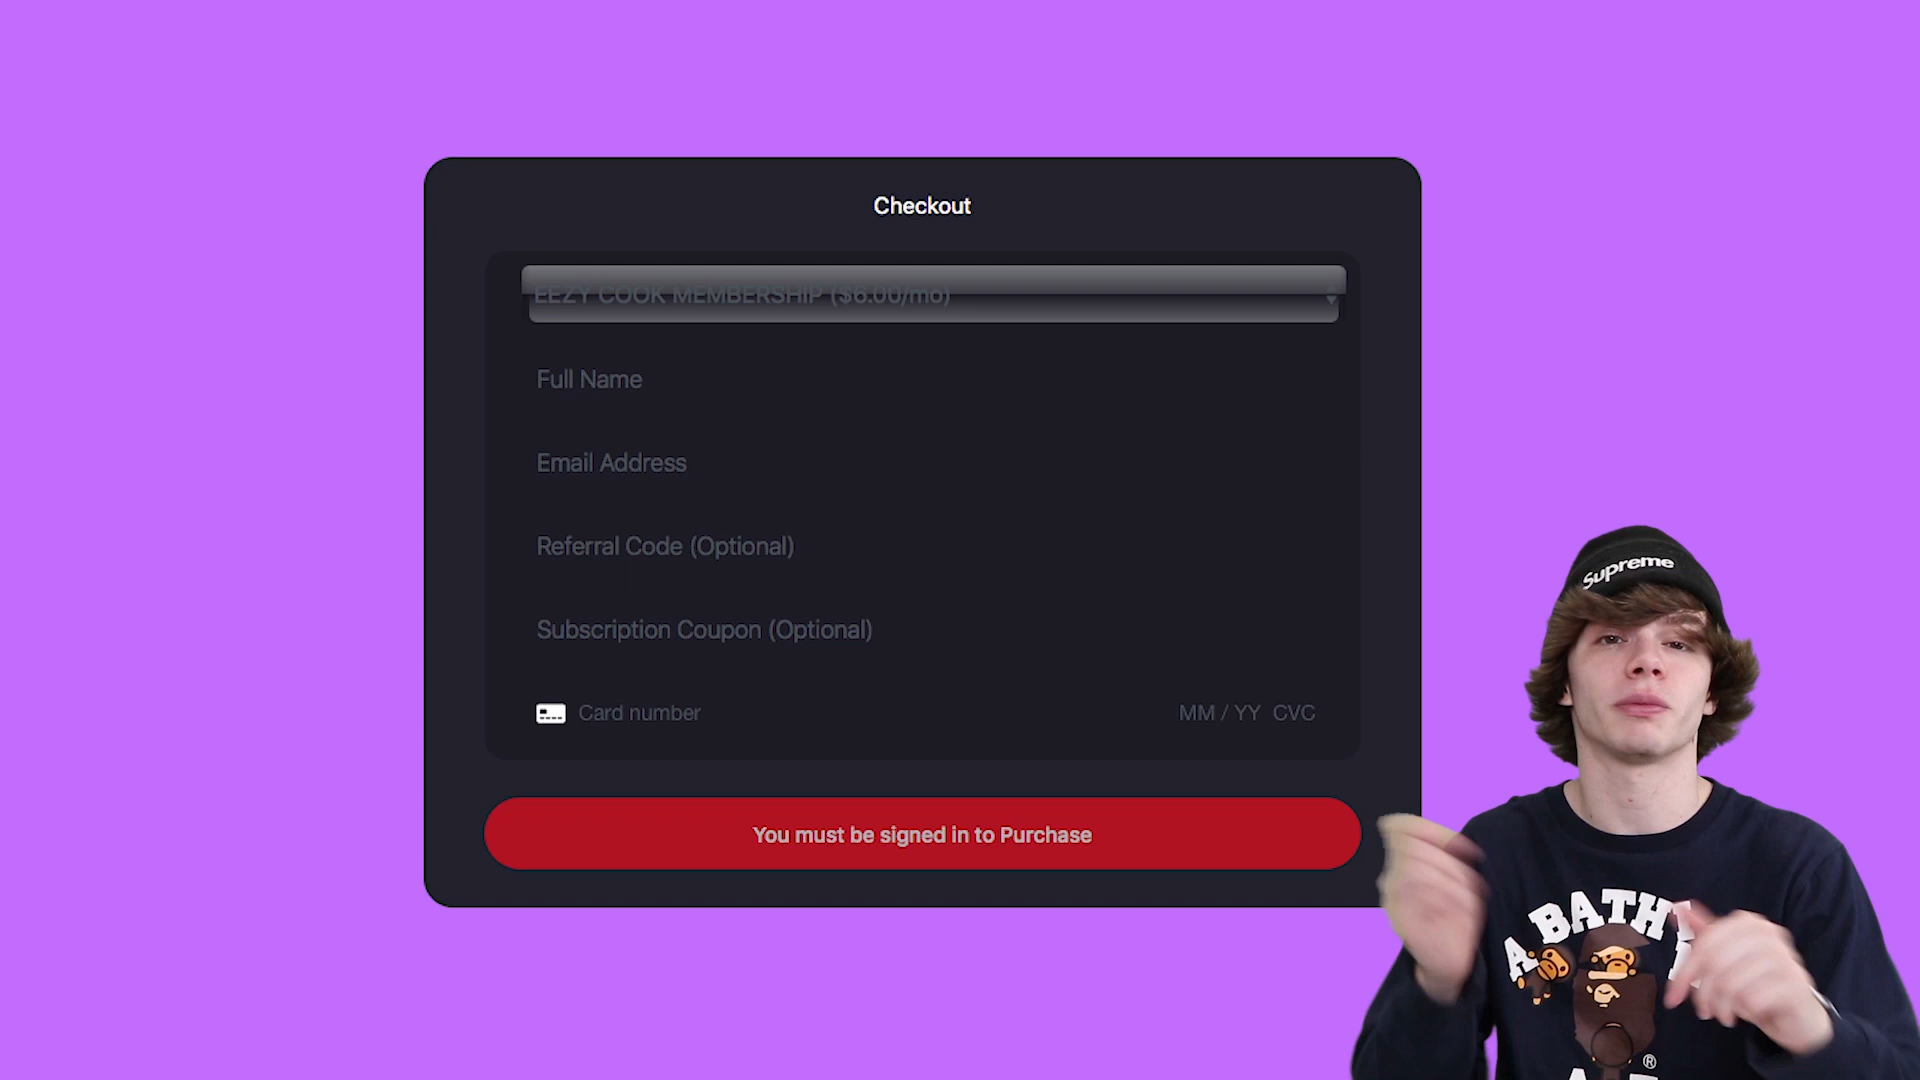 Checkout
EEZY COOK MEMBERSHIP ($6.00/mo)
Full Name
Email Address
Referral Code (Optional)
Subscription Coupon (Optional)
Card number MM / YY CVC
You must be signed in to Purchase
Supreme
A BATH
®
A